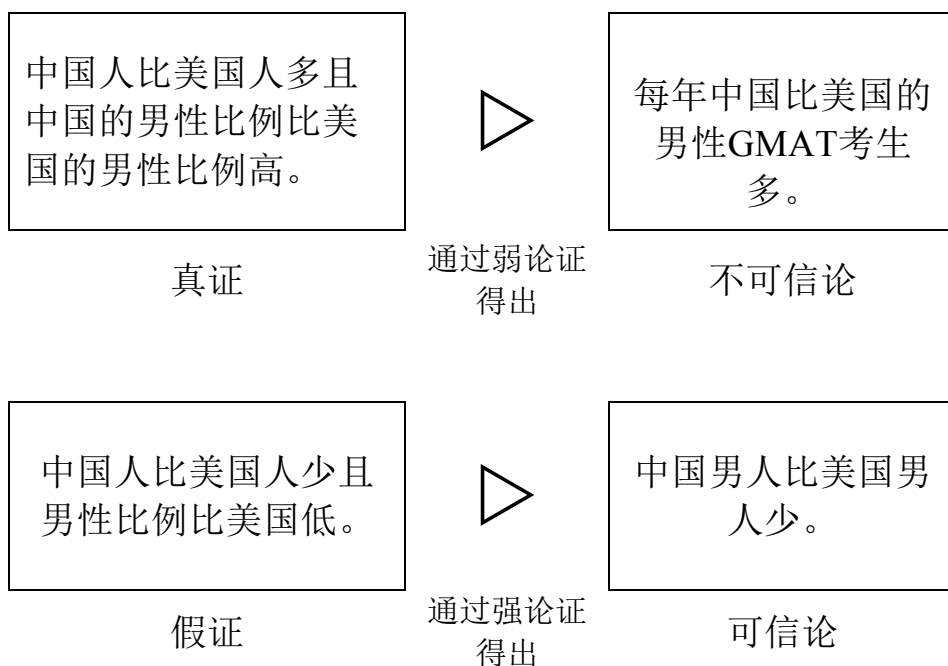 中国人比美国人多且
中国的男性比例比美
国的男性比例高。
每年中国比美国的
男性GMAT考生
多。
真证
通过弱论证
得出
不可信论
中国人比美国人少且
男性比例比美国低。
中国男人比美国男
人少。
假证
通过强论证
得出
可信论